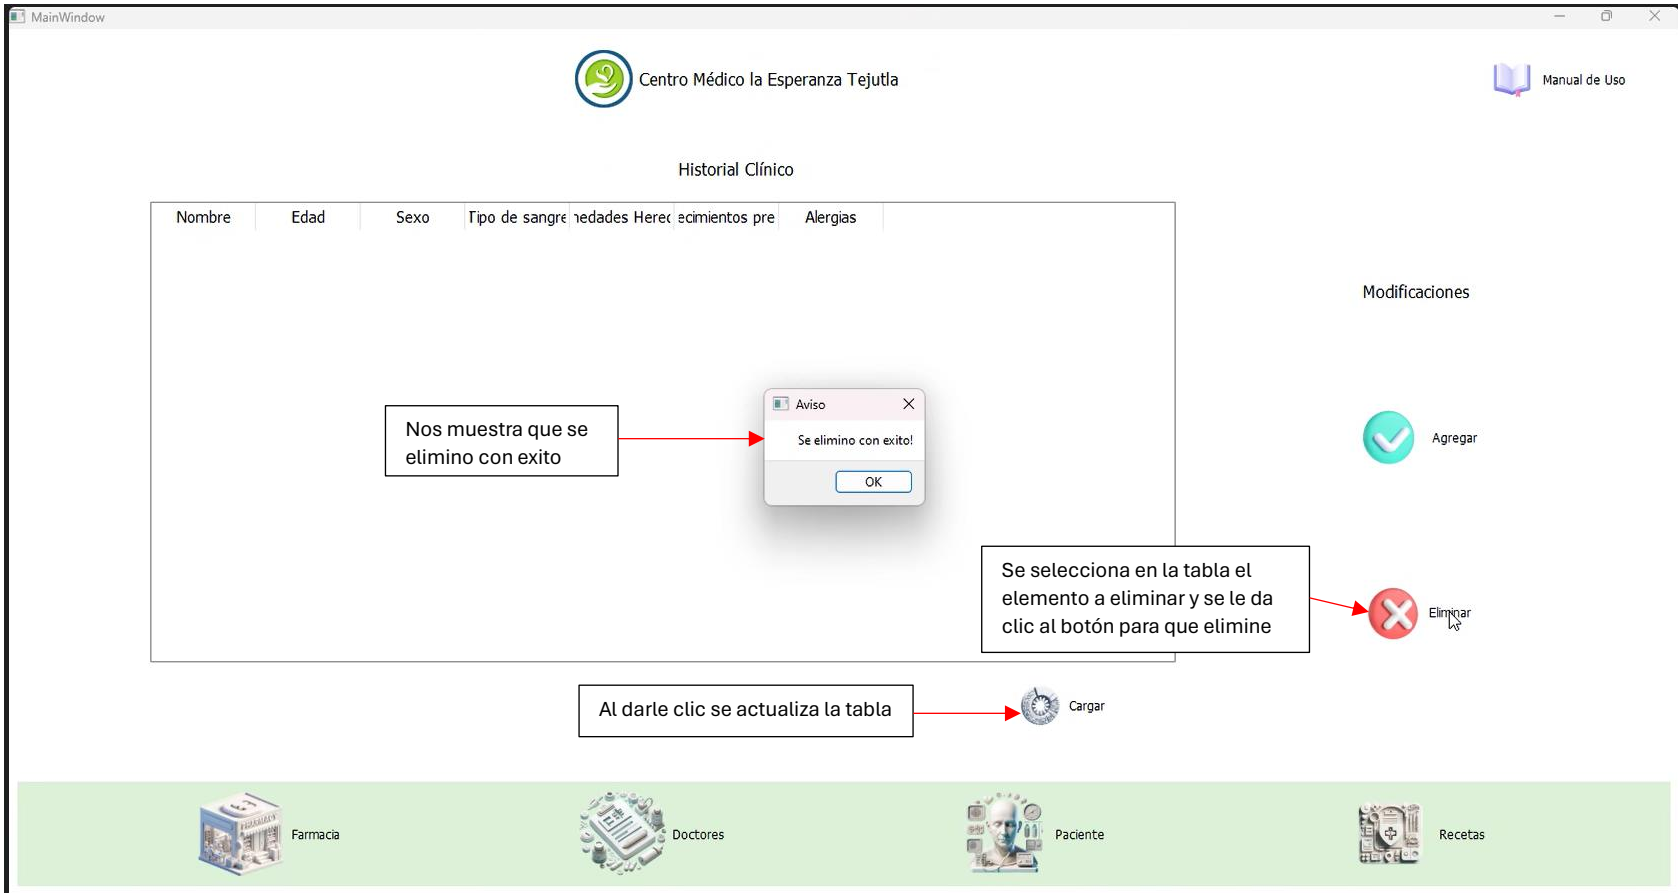 MainWindow
Centro Médico la Esperanza Tejutla
Manual de Uso
Historial Clínico
Nombre Edad Sexo Tipo de sangre nedades Herec ecimientos pre Alergias
Modificaciones
Aviso
Se elimino con exito!
OK
Nos muestra que se
elimino con exito
Agregar
Se selecciona en la tabla el
elemento a eliminar y se le da
clic al botón para que elimine
Eliminar
Al darle clic se actualiza la tabla
Cargar
Farmacia
Doctores
Paciente
Recetas